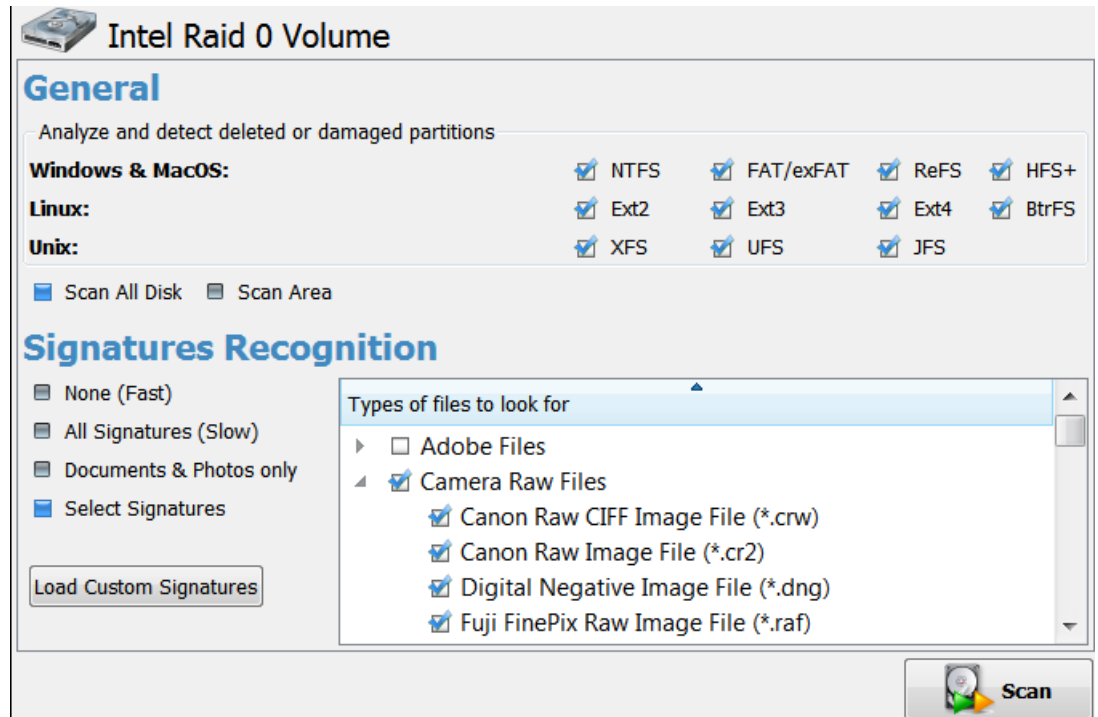 Intel Raid 0 Volume
General
Analyze and detect deleted or damaged partitions
Windows & MacOS: NTFS FAT/exFAT ReFS HFS+
Linux: Ext2 Ext3 Ext4 BtrFS
Unix: XFS UFS JFS
Scan All Disk Scan Area
Signatures Recognition
None (Fast)
All Signatures (Slow)
Documents & Photos only
Select Signatures
Load Custom Signatures
Types of files to look for
Adobe Files
Camera Raw Files
Canon Raw CIFF Image File (*.crw)
Canon Raw Image File (*.cr2)
Digital Negative Image File (*.dng)
Fuji FinePix Raw Image File (*.raf)
Scan